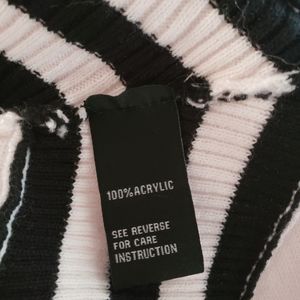 100%ACRYLIC
SEE REVERSE
FOR CARE
INSTRUCTION